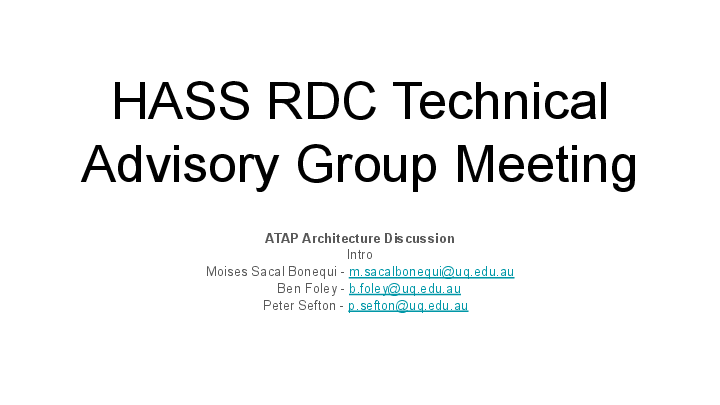 HASS RDC Technical
Advisory Group Meeting
ATAP Architecture Discussion
Intro
Moises Sacal Bonequi - m.sacalbonequi@uq.edu.au
Ben Foley - b.foley@uq.edu.au
Peter Sefton - p.sefton@uq.edu.au